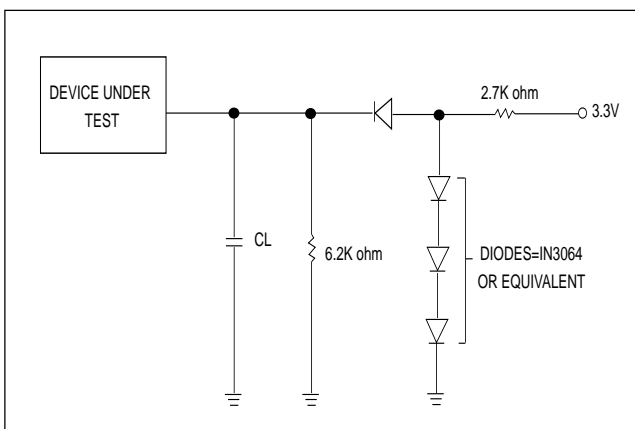 DEVICE UNDER
TEST
2.7K ohm
3.3V
CL
6.2K ohm
DIODES=IN3064
OR EQUIVALENT